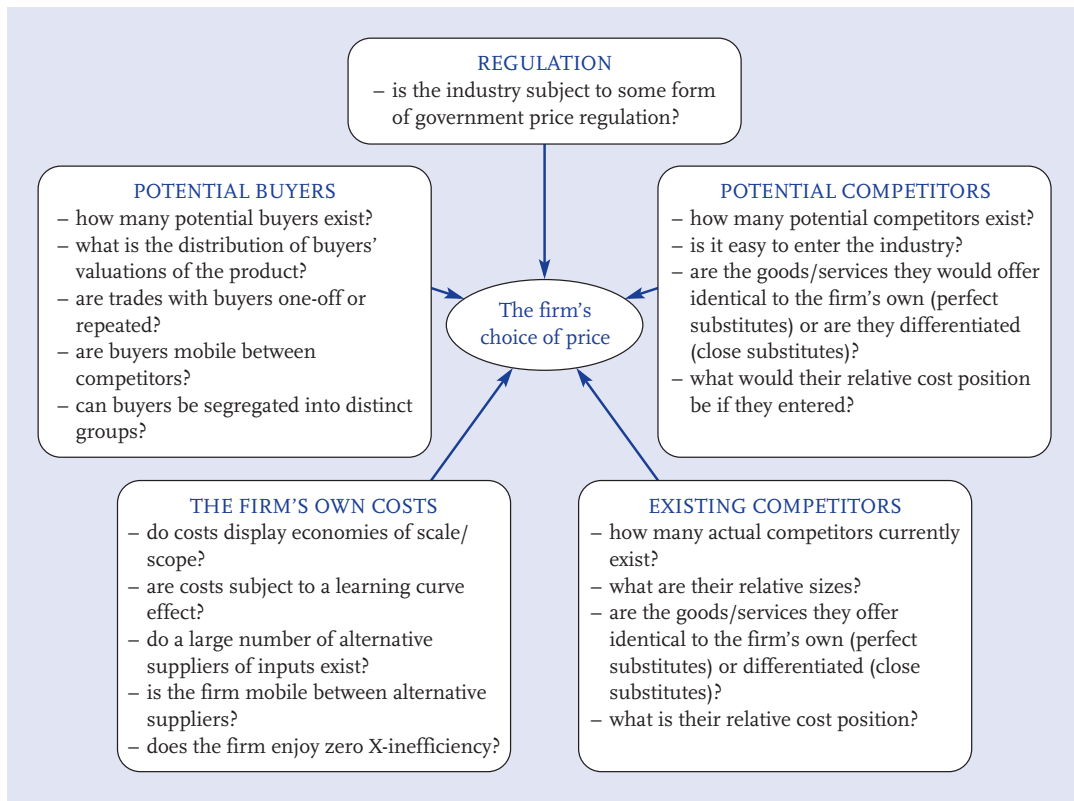 REGULATION
– is the industry subject to some form
of government price regulation?
POTENTIAL BUYERS
– how many potential buyers exist?
– what is the distribution of buyers'
valuations of the product?
– are trades with buyers one-off or
repeated?
– are buyers mobile between
competitors?
– can buyers be segregated into distinct
groups?
POTENTIAL COMPETITORS
– how many potential competitors exist?
– is it easy to enter the industry?
– are the goods/services they would offer
identical to the firm's own (perfect
substitutes) or are they differentiated
(close substitutes)?
– what would their relative cost position
be if they entered?
The firm's
choice of price
THE FIRM'S OWN COSTS
– do costs display economies of scale/
scope?
– are costs subject to a learning curve
effect?
– do a large number of alternative
suppliers of inputs exist?
– is the firm mobile between alternative
suppliers?
– does the firm enjoy zero X-inefficiency?
EXISTING COMPETITORS
– how many actual competitors currently
exist?
– what are their relative sizes?
– are the goods/services they offer
identical to the firm's own (perfect
substitutes) or differentiated (close
substitutes)?
– what is their relative cost position?